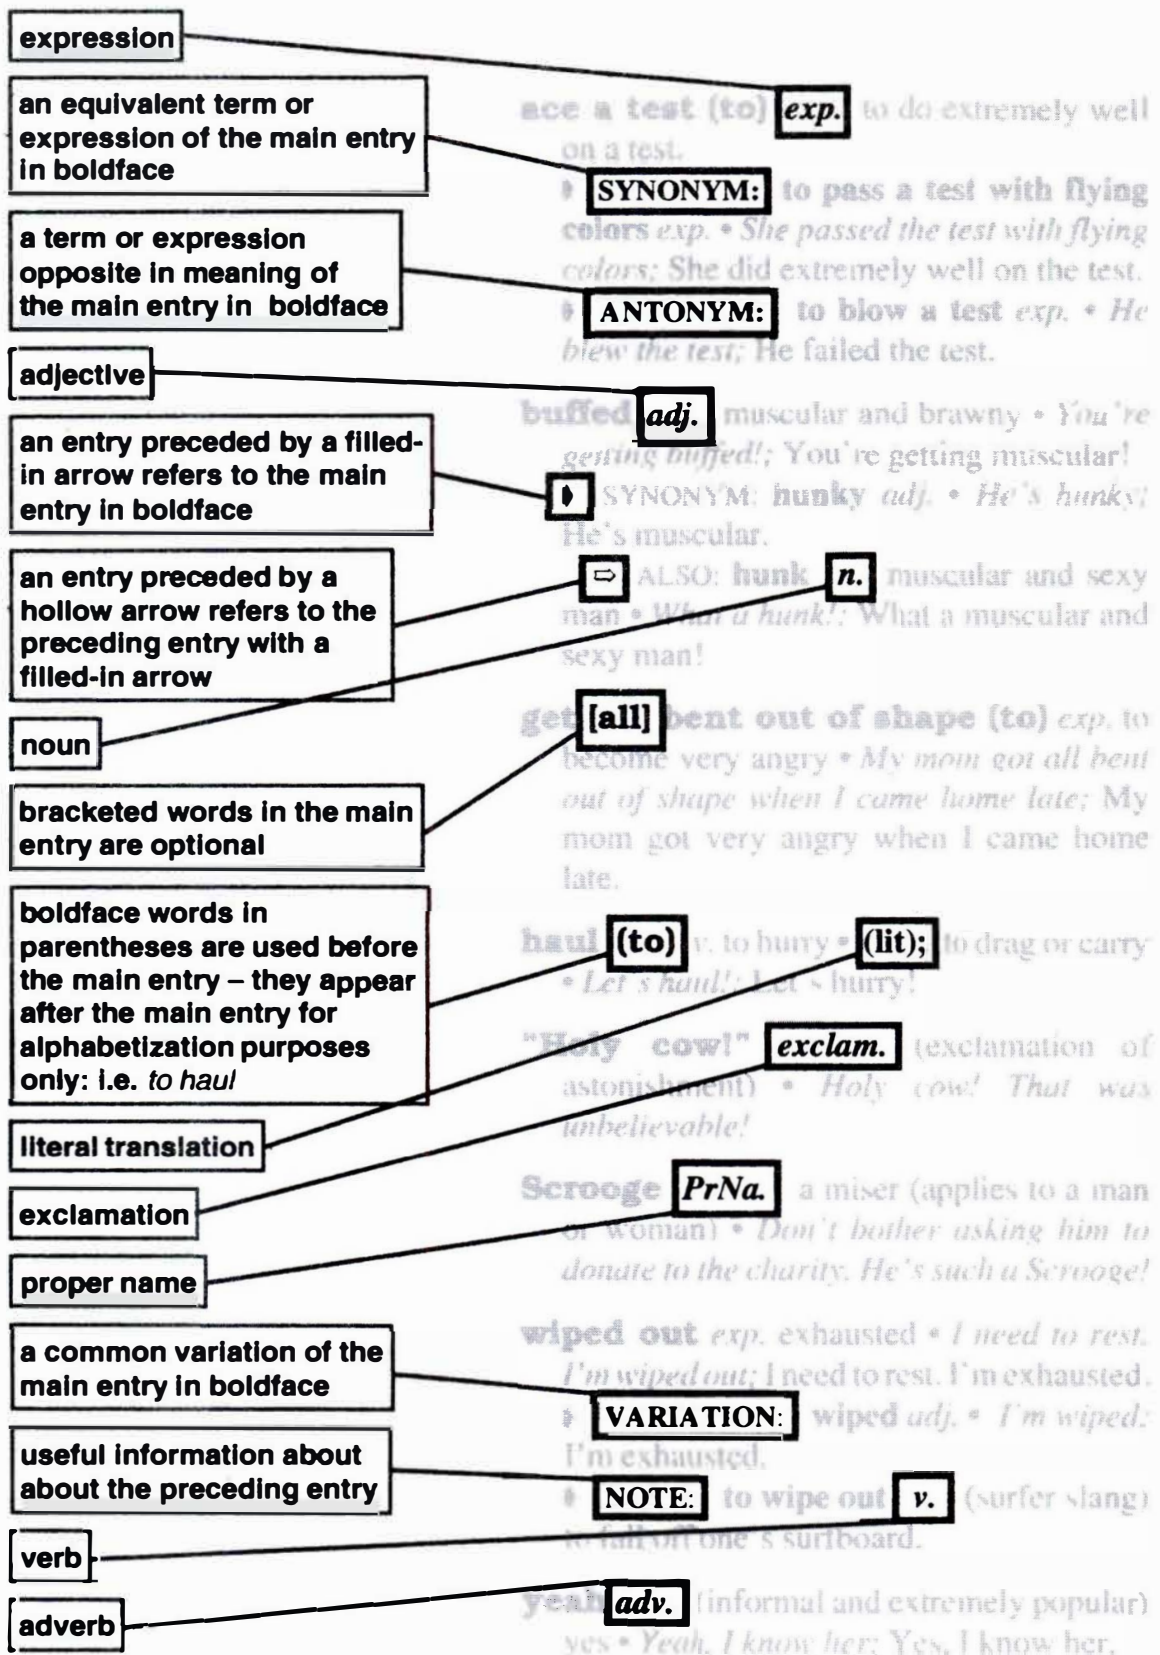 expression
an equivalent term or
expression of the main entry
in boldface
a term or expression
opposite in meaning of
the main entry in boldface
adjective
an entry preceded by a filled-
in arrow refers to the main
entry in boldface
an entry preceded by a
hollow arrow refers to the
preceding entry with a
filled-in arrow
noun
bracketed words in the main
entry are optional
boldface words in
parentheses are used before
the main entry – they appear
after the main entry for
alphabetization purposes
only: i.e. to haul
literal translation
exclamation
proper name
a common variation of the
main entry in boldface
useful information about
about the preceding entry
verb
adverb
ace a test (to) exp. to do extremely well
on a test.
➧ SYNONYM: to pass a test with flying
colors exp. • She passed the test with flying
colors; She did extremely well on the test.
➧ ANTONYM: to blow a test exp. • He
blew the test; He failed the test.
buffed adj. muscular and brawny • You're
getting buffed!; You're getting muscular!
➧ SYNONYM: hunky adj. • He's hunky;
He's muscular.
⇨ ALSO: hunk n. muscular and sexy
man • What a hunk!; What a muscular and
sexy man!
get [all] bent out of shape (to) exp. to
become very angry • My mom got all bent
out of shape when I came home late; My
mom got very angry when I came home
late.
haul (to) v. to hurry • (lit); to drag or carry
• Let's haul!; Let's hurry!
"Holy cow!" exclam. (exclamation of
astonishment) • Holy cow! That was
unbelievable!
Scrooge PrNa. a miser (applies to a man
or woman) • Don't bother asking him to
donate to the charity. He's such a Scrooge!
wiped out exp. exhausted • I need to rest.
I'm wiped out; I need to rest. I'm exhausted.
➧ VARIATION: wiped adj. • I'm wiped;
I'm exhausted.
➧ NOTE: to wipe out v. (surfer slang)
to fall off one's surfboard.
yeah adv. (informal and extremely popular)
yes • Yeah, I know her; Yes, I know her.